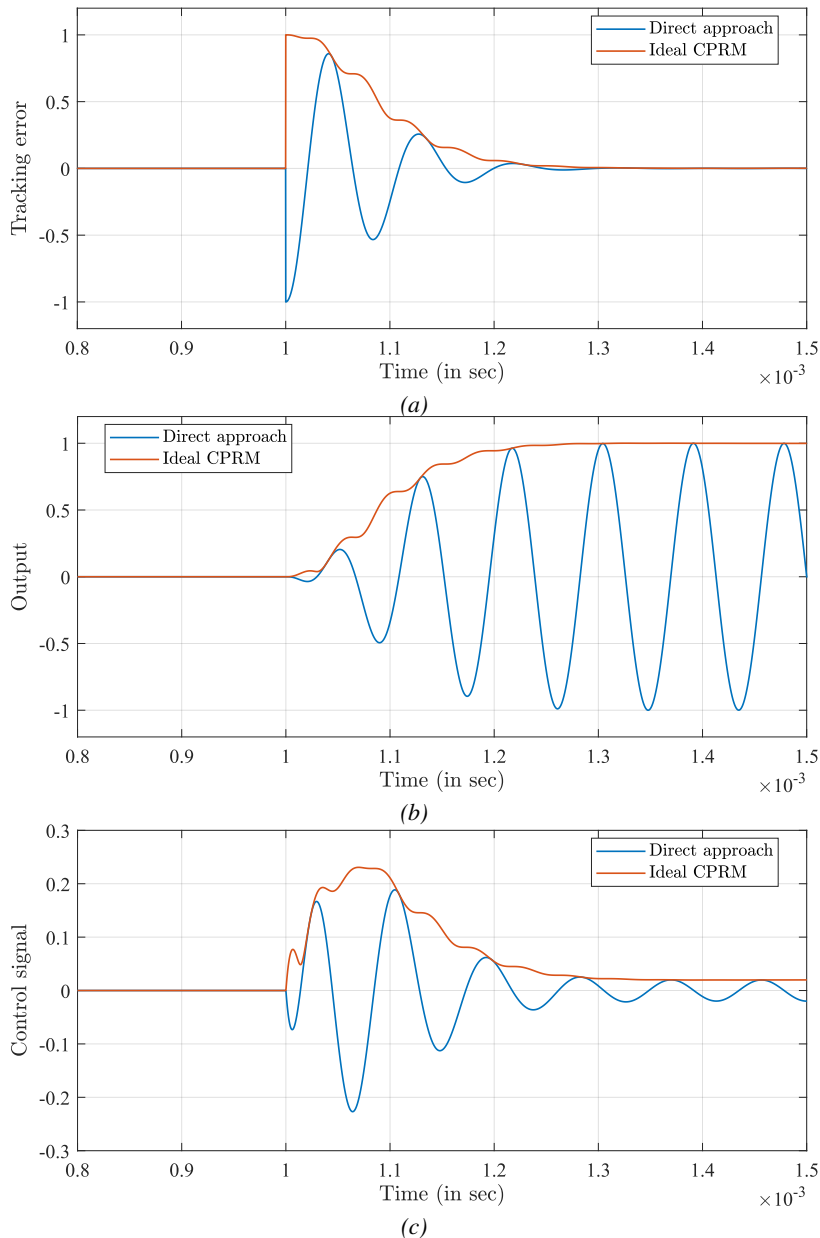 Tracking error
1
0.5
0
-0.5
-1
Direct approach
Ideal CPRM
0.8 0.9 1 1.1 1.2 1.3 1.4 1.5
Time (in sec)
×10⁻³
(a)
Output
1
0.5
0
-0.5
-1
Direct approach
Ideal CPRM
0.8 0.9 1 1.1 1.2 1.3 1.4 1.5
Time (in sec)
×10⁻³
(b)
Control signal
0.3
0.2
0.1
0
-0.1
-0.2
-0.3
Direct approach
Ideal CPRM
0.8 0.9 1 1.1 1.2 1.3 1.4 1.5
Time (in sec)
×10⁻³
(c)